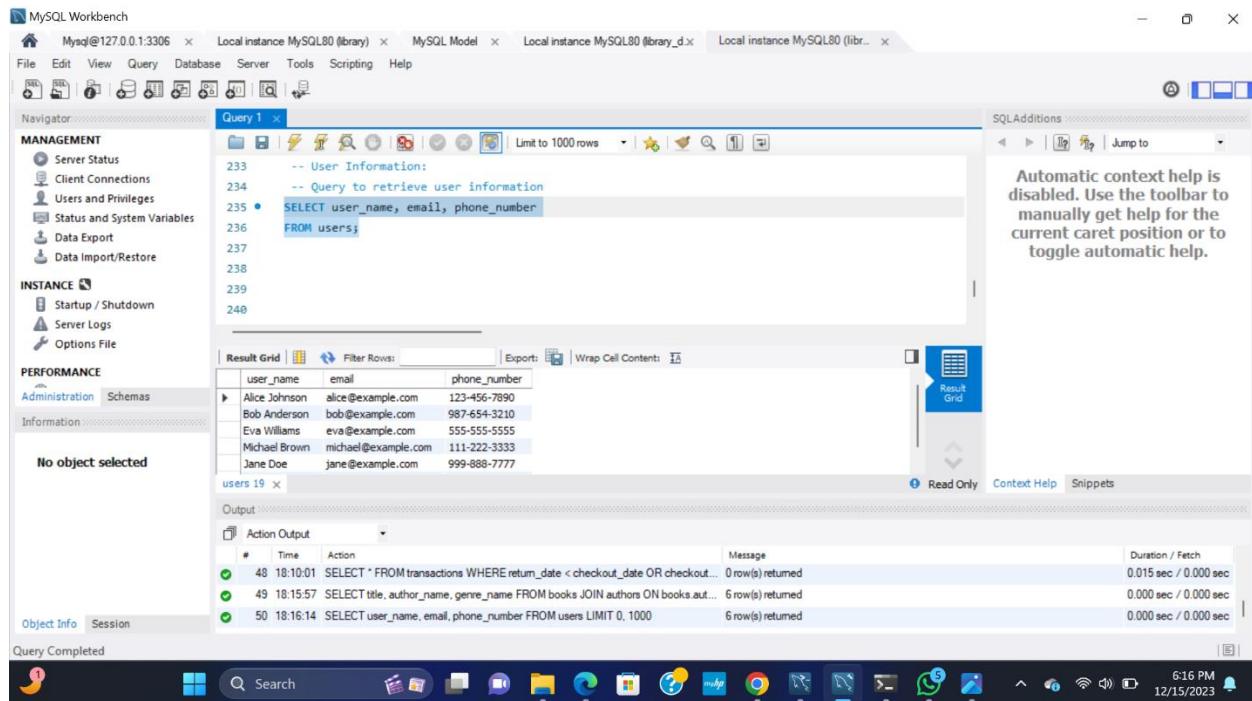 MySQL Workbench
Mysql@127.0.0.1:3306 × Local instance MySQL80 (library) × MySQL Model × Local instance MySQL80 (library_d.× Local instance MySQL80 (libr... ×
File Edit View Query Database Server Tools Scripting Help
Navigator
MANAGEMENT
Server Status
Client Connections
Users and Privileges
Status and System Variables
Data Export
Data Import/Restore
INSTANCE
Startup / Shutdown
Server Logs
Options File
PERFORMANCE
Administration Schemas
Information
No object selected
Object Info Session
Query 1 ×
Limit to 1000 rows
233 -- User Information:
234 -- Query to retrieve user information
235 SELECT user_name, email, phone_number
236 FROM users;
237
238
239
240
Result Grid Filter Rows: Export: Wrap Cell Content:
user_name email phone_number
Alice Johnson alice@example.com 123-456-7890
Bob Anderson bob@example.com 987-654-3210
Eva Williams eva@example.com 555-555-5555
Michael Brown michael@example.com 111-222-3333
Jane Doe jane@example.com 999-888-7777
Result
Grid
users 19 × Read Only
SQLAdditions
Jump to
Automatic context help is
disabled. Use the toolbar to
manually get help for the
current caret position or to
toggle automatic help.
Context Help Snippets
Output
Action Output
# Time Action Message Duration / Fetch
48 18:10:01 SELECT * FROM transactions WHERE return_date < checkout_date OR checkout... 0 row(s) returned 0.015 sec / 0.000 sec
49 18:15:57 SELECT title, author_name, genre_name FROM books JOIN authors ON books.aut... 6 row(s) returned 0.000 sec / 0.000 sec
50 18:16:14 SELECT user_name, email, phone_number FROM users LIMIT 0, 1000 6 row(s) returned 0.000 sec / 0.000 sec
Query Completed
1 Search mshp 5 6:16 PM
12/15/2023